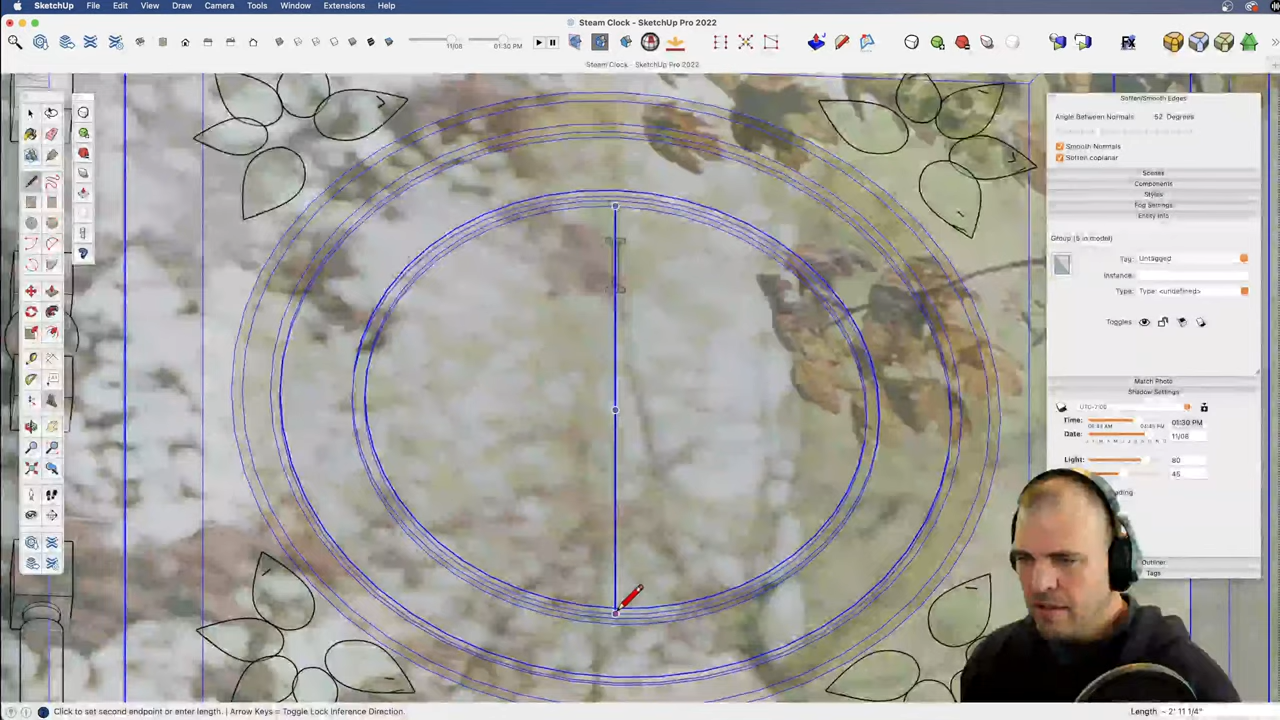 SketchUp File Edit View Draw Camera Tools Window Extensions Help
Steam Clock - SketchUp Pro 2022
11/08 01:30 PM
Steam Clock - SketchUp Pro 2022
Soften/Smooth Edges
Angle Between Normals: 52 Degrees
Smooth Normals
Soften coplanar
Scenes
Components
Styles
Fog Settings
Entity Info
Group (5 in model)
Tag: Untagged
Instance:
Type: Type: <undefined>
Toggles
Match Photo
Shadow Settings
Time: 01:30 PM
Date: 11/08
Light: 80
45
Outliner
Tags
Click to set second endpoint or enter length. | Arrow Keys = Toggle Lock Inference Direction.
Length ~ 2' 11 1/4"